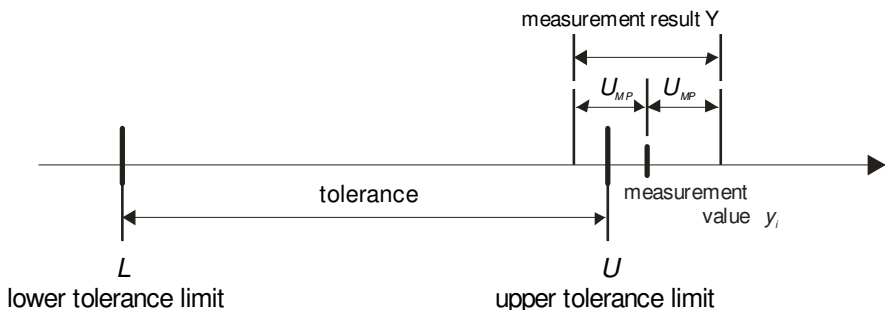 measurement result Y
U_MP U_MP
tolerance
measurement
value y_i
L
lower tolerance limit
U
upper tolerance limit